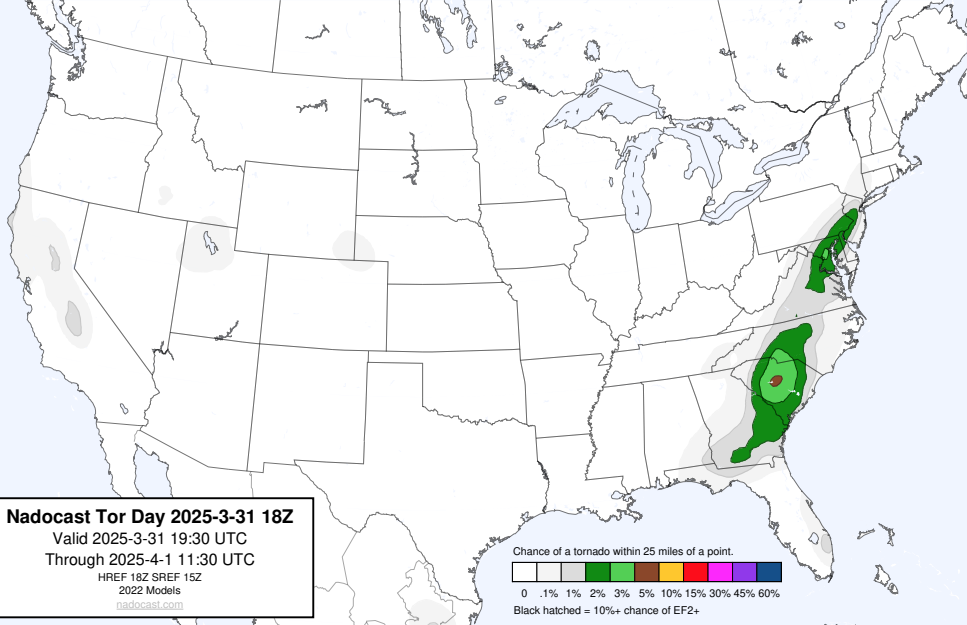 Nadocast Tor Day 2025-3-31 18Z
Valid 2025-3-31 19:30 UTC
Through 2025-4-1 11:30 UTC
HREF 18Z SREF 15Z
2022 Models
nadocast.com
Chance of a tornado within 25 miles of a point.
0 .1% 1% 2% 3% 5% 10% 15% 30% 45% 60%
Black hatched = 10%+ chance of EF2+